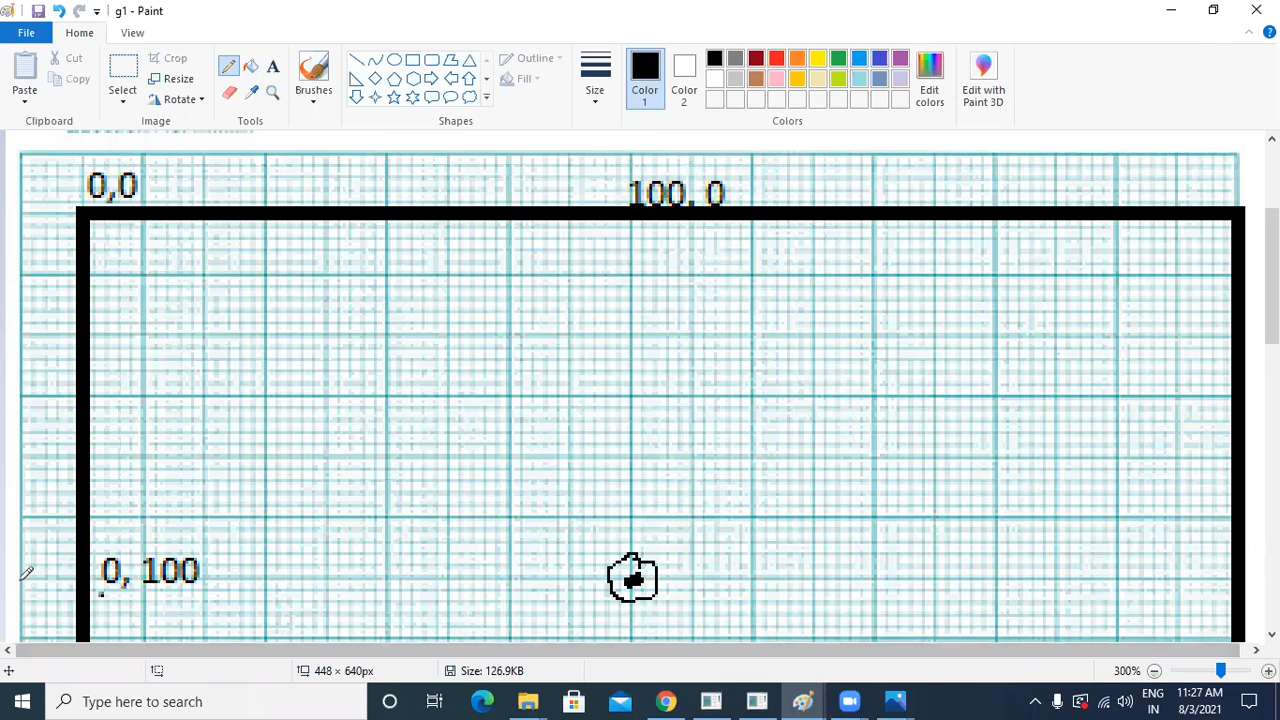 g1 - Paint
File Home View
Paste
Cut
Copy
Clipboard
Select
Crop
Resize
Rotate
Image
A
Tools
Brushes
Outline
Fill
Shapes
Size
Color 1
Color 2
Edit colors
Colors
Edit with Paint 3D
0,0
100, 0
0, 100
448 × 640px
Size: 126.9KB
300%
Type here to search
ENG
IN
11:27 AM
8/3/2021